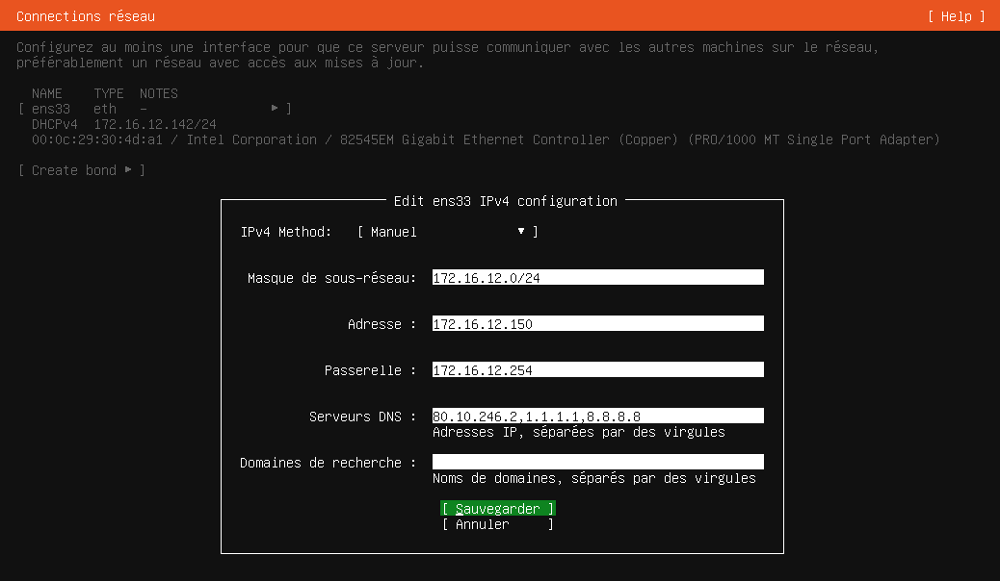 Connections réseau [ Help ]
Configurez au moins une interface pour que ce serveur puisse communiquer avec les autres machines sur le réseau,
préférablement un réseau avec accès aux mises à jour.
NAME TYPE NOTES
[ ens33 eth – ▸ ]
DHCPv4 172.16.12.142/24
00:0c:29:30:4d:a1 / Intel Corporation / 82545EM Gigabit Ethernet Controller (Copper) (PRO/1000 MT Single Port Adapter)
[ Create bond ▸ ]
Edit ens33 IPv4 configuration
IPv4 Method: [ Manuel ▾ ]
Masque de sous-réseau: 172.16.12.0/24
Adresse : 172.16.12.150
Passerelle : 172.16.12.254
Serveurs DNS : 80.10.246.2,1.1.1.1,8.8.8.8
Adresses IP, séparées par des virgules
Domaines de recherche :
Noms de domaines, séparés par des virgules
[ Sauvegarder ]
[ Annuler ]